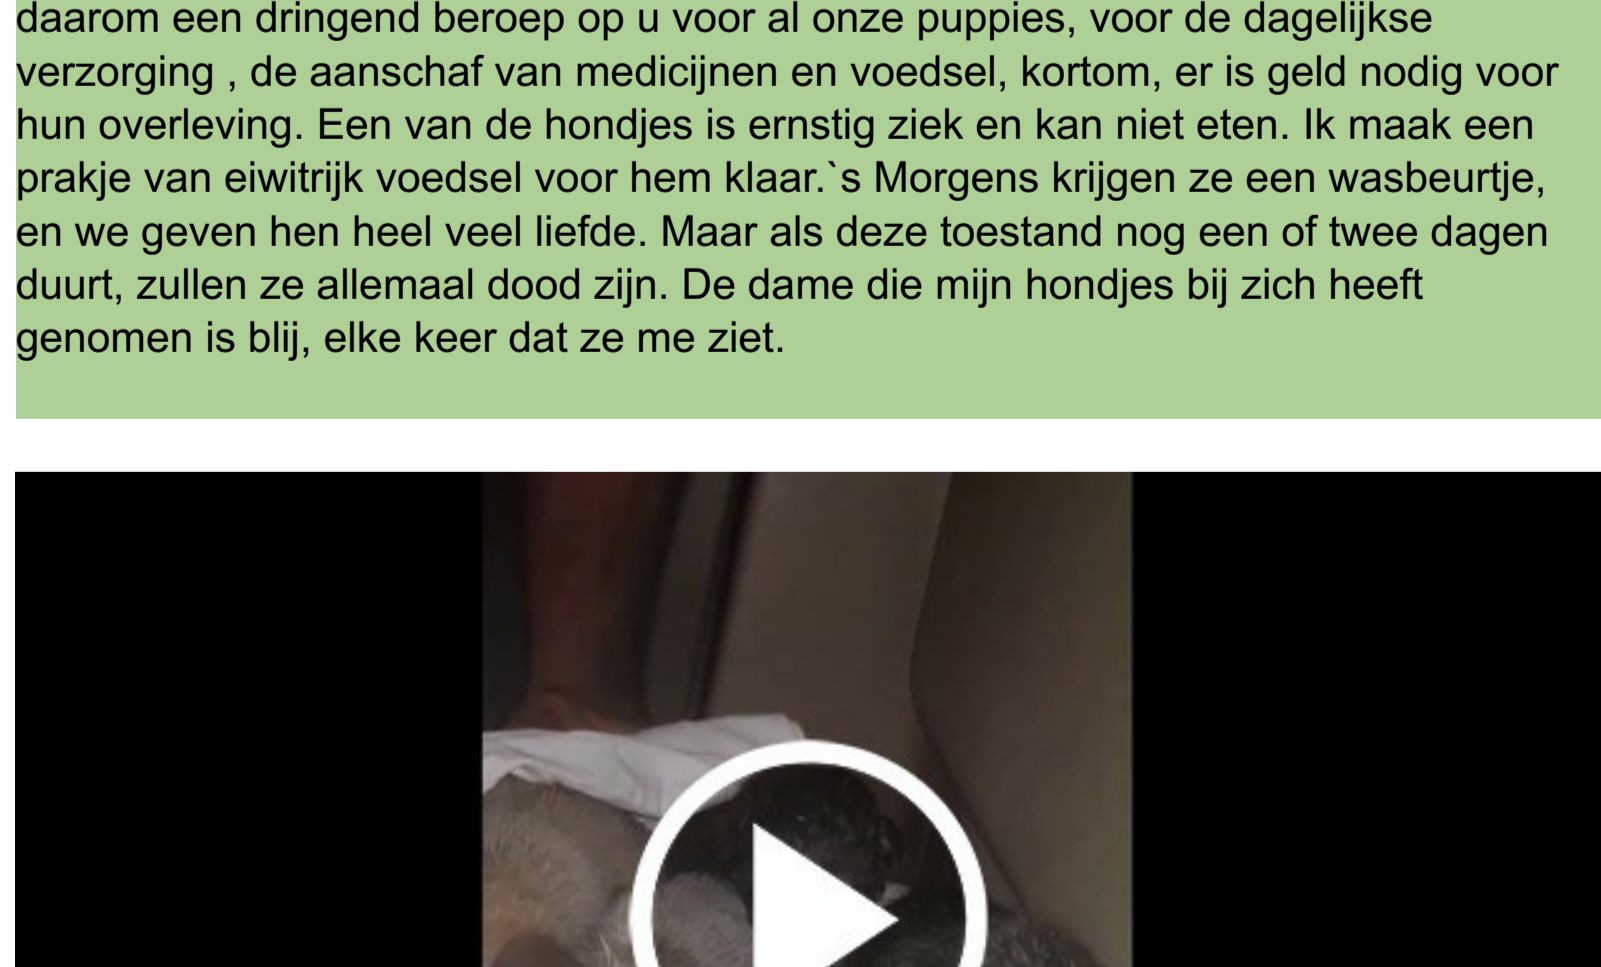 daarom een dringend beroep op u voor al onze puppies, voor de dagelijkse
verzorging , de aanschaf van medicijnen en voedsel, kortom, er is geld nodig voor
hun overleving. Een van de hondjes is ernstig ziek en kan niet eten. Ik maak een
prakje van eiwitrijk voedsel voor hem klaar.`s Morgens krijgen ze een wasbeurtje,
en we geven hen heel veel liefde. Maar als deze toestand nog een of twee dagen
duurt, zullen ze allemaal dood zijn. De dame die mijn hondjes bij zich heeft
genomen is blij, elke keer dat ze me ziet.